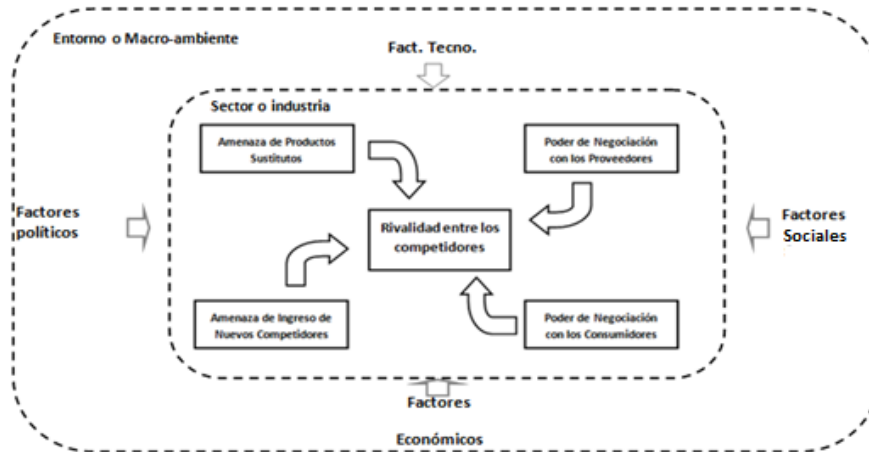 Entorno o Macro-ambiente
Fact. Tecno.
Sector o industria
Amenaza de Productos
Sustitutos
Poder de Negociación
con los Proveedores
Factores
políticos
Rivalidad entre los
competidores
Factores
Sociales
Amenaza de Ingreso de
Nuevos Competidores
Poder de Negociación
con los Consumidores
Factores
Económicos